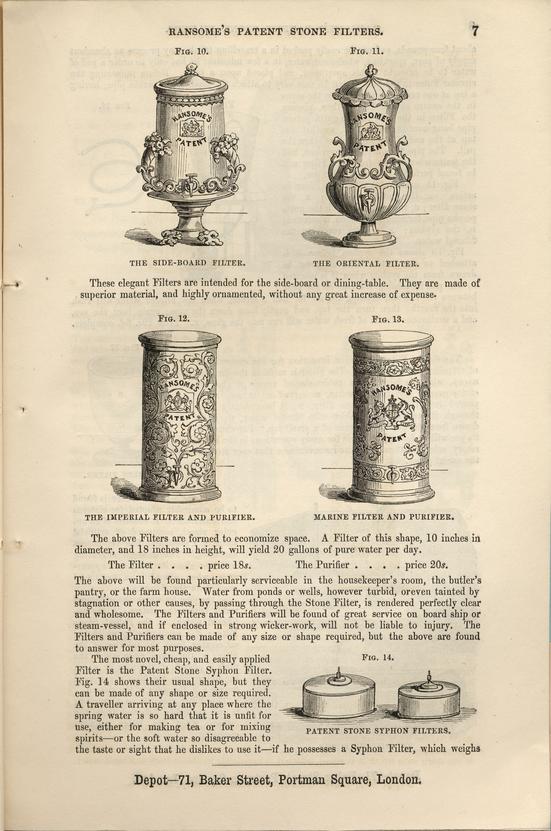 RANSOME'S PATENT STONE FILTERS. 7
FIG. 10. FIG. 11.
RANSOME'S
PATENT
RANSOME'S
PATENT
THE SIDE-BOARD FILTER. THE ORIENTAL FILTER.
These elegant Filters are intended for the side-board or dining-table. They are made of
superior material, and highly ornamented, without any great increase of expense.
FIG. 12. FIG. 13.
RANSOME'S
PATENT
RANSOME'S
PATENT
THE IMPERIAL FILTER AND PURIFIER. MARINE FILTER AND PURIFIER.
The above Filters are formed to economize space. A Filter of this shape, 10 inches in
diameter, and 18 inches in height, will yield 20 gallons of pure water per day.
The Filter . . . . price 18s. The Purifier . . . . price 20s.
The above will be found particularly serviceable in the housekeeper's room, the butler's
pantry, or the farm house. Water from ponds or wells, however turbid, oreven tainted by
stagnation or other causes, by passing through the Stone Filter, is rendered perfectly clear
and wholesome. The Filters and Purifiers will be found of great service on board ship or
steam-vessel, and if enclosed in strong wicker-work, will not be liable to injury. The
Filters and Purifiers can be made of any size or shape required, but the above are found
to answer for most purposes.
The most novel, cheap, and easily applied
Filter is the Patent Stone Syphon Filter.
Fig. 14 shows their usual shape, but they
can be made of any shape or size required.
A traveller arriving at any place where the
spring water is so hard that it is unfit for
use, either for making tea or for mixing
spirits—or the soft water so disagreeable to
the taste or sight that he dislikes to use it—if he possesses a Syphon Filter, which weighs
FIG. 14.
PATENT STONE SYPHON FILTERS.
Depot—71, Baker Street, Portman Square, London.